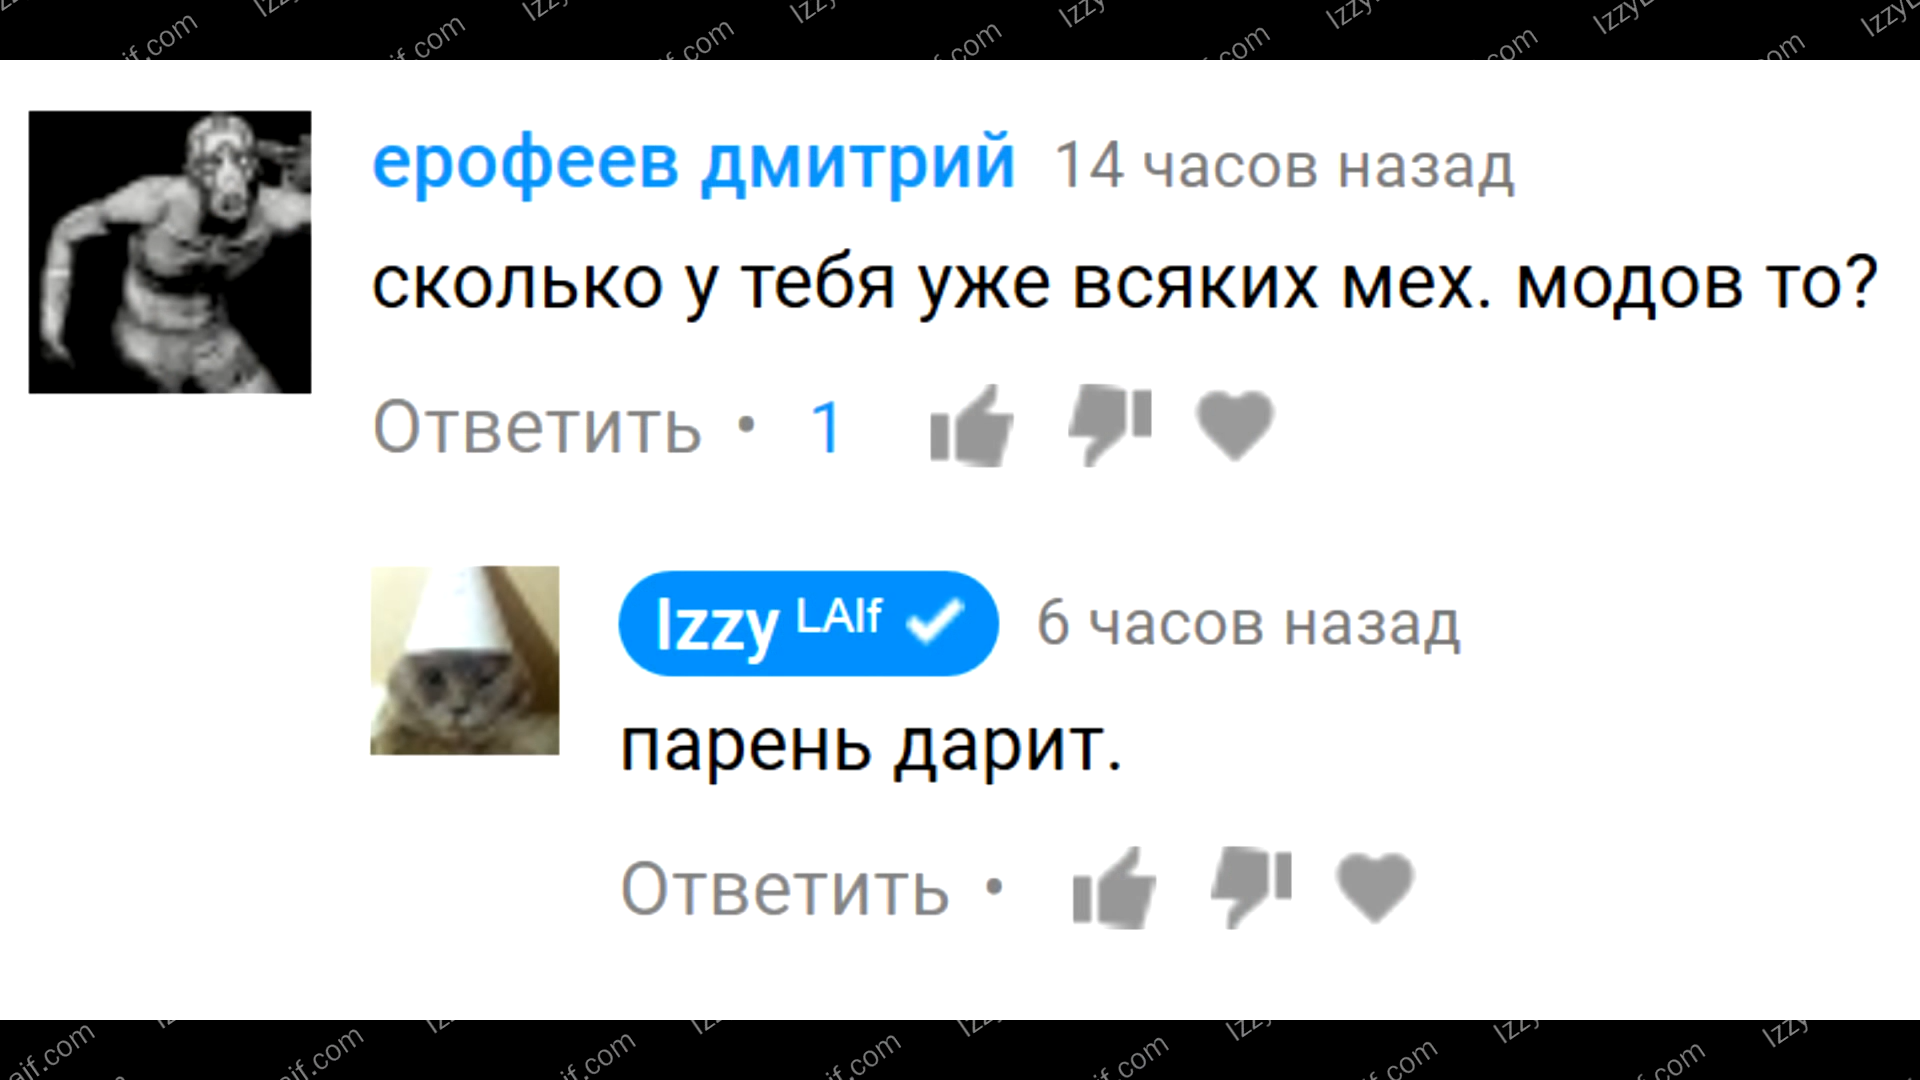 ерофеев дмитрий 14 часов назад
сколько у тебя уже всяких мех. модов то?
Ответить • 1
Izzy LAIf 6 часов назад
парень дарит.
Ответить •